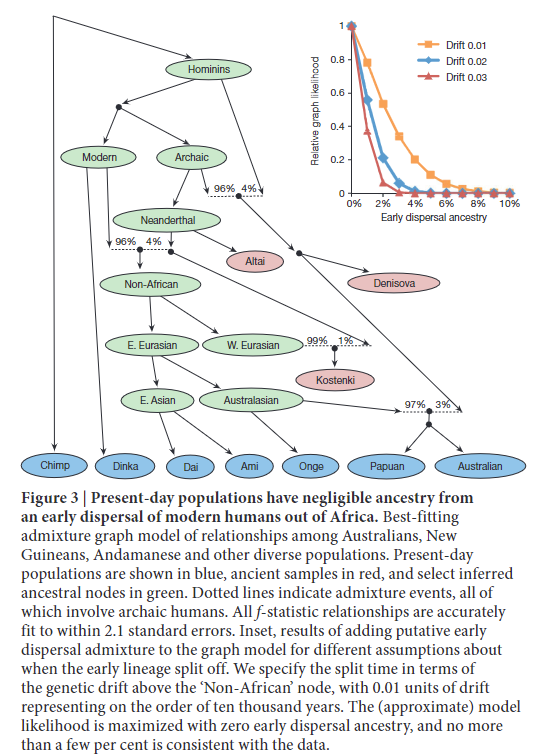 Hominins
Modern
Archaic
96% 4%
Neanderthal
96% 4%
Altai
Non-African
Denisova
E. Eurasian
W. Eurasian
99% 1%
Kostenki
E. Asian
Australasian
97% 3%
Chimp
Dinka
Dai
Ami
Onge
Papuan
Australian
Relative graph likelihood
1
0.8
0.6
0.4
0.2
0
0% 2% 4% 6% 8% 10%
Early dispersal ancestry
Drift 0.01
Drift 0.02
Drift 0.03
Figure 3 | Present-day populations have negligible ancestry from
an early dispersal of modern humans out of Africa. Best-fitting
admixture graph model of relationships among Australians, New
Guineans, Andamanese and other diverse populations. Present-day
populations are shown in blue, ancient samples in red, and select inferred
ancestral nodes in green. Dotted lines indicate admixture events, all of
which involve archaic humans. All f-statistic relationships are accurately
fit to within 2.1 standard errors. Inset, results of adding putative early
dispersal admixture to the graph model for different assumptions about
when the early lineage split off. We specify the split time in terms of
the genetic drift above the ‘Non-African’ node, with 0.01 units of drift
representing on the order of ten thousand years. The (approximate) model
likelihood is maximized with zero early dispersal ancestry, and no more
than a few per cent is consistent with the data.